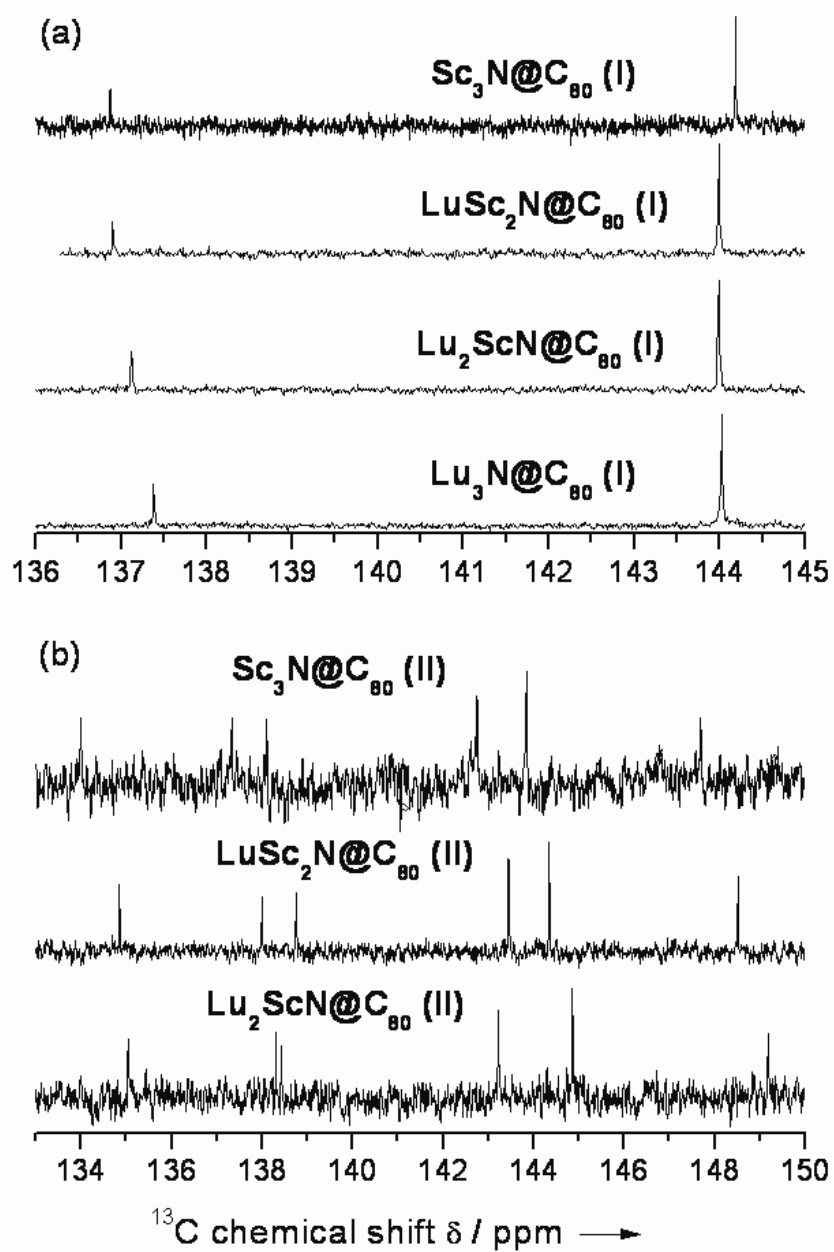 (a)
Sc₃N@C₈₀ (I)
LuSc₂N@C₈₀ (I)
Lu₂ScN@C₈₀ (I)
Lu₃N@C₈₀ (I)
136 137 138 139 140 141 142 143 144 145
(b)
Sc₃N@C₈₀ (II)
LuSc₂N@C₈₀ (II)
Lu₂ScN@C₈₀ (II)
134 136 138 140 142 144 146 148 150
¹³C chemical shift δ / ppm →